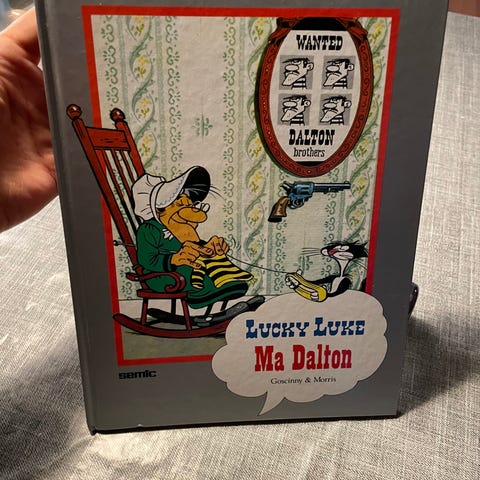 WANTED
DALTON
brothers
LUCKY LUKE
Ma Dalton
Goscinny & Morris
semic